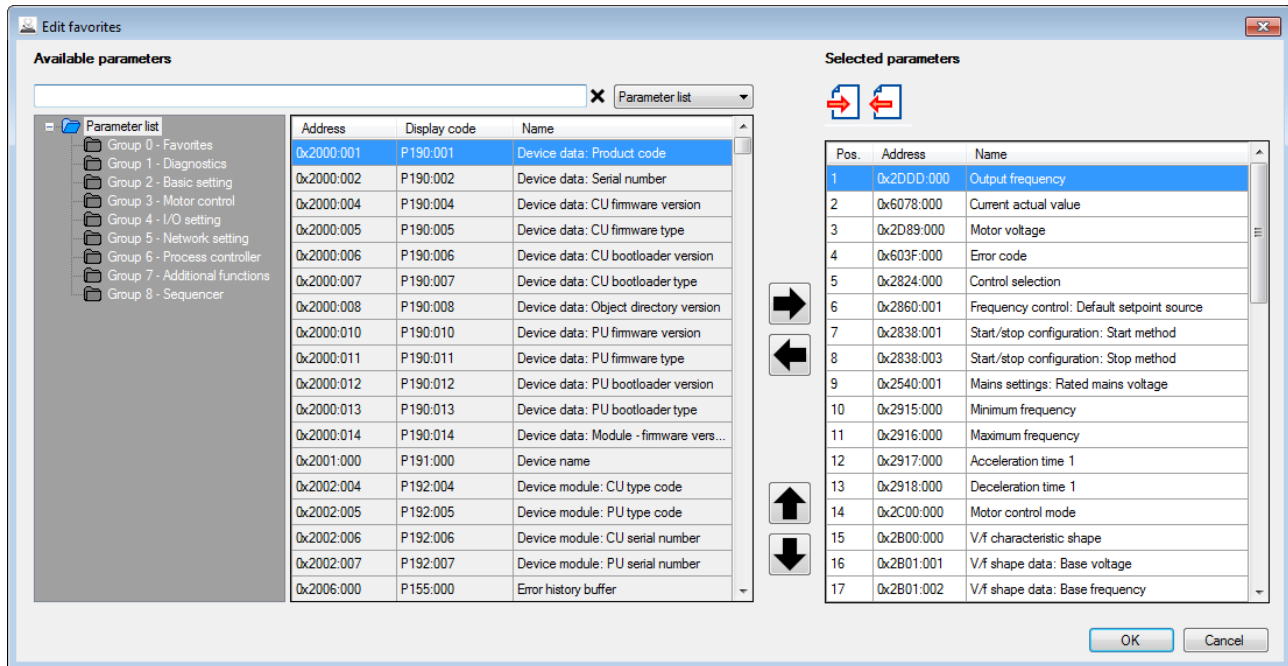 Edit favorites
Available parameters
Parameter list
Parameter list
Group 0 - Favorites
Group 1 - Diagnostics
Group 2 - Basic setting
Group 3 - Motor control
Group 4 - I/O setting
Group 5 - Network setting
Group 6 - Process controller
Group 7 - Additional functions
Group 8 - Sequencer
Address Display code Name
0x2000:001 P190:001 Device data: Product code
0x2000:002 P190:002 Device data: Serial number
0x2000:004 P190:004 Device data: CU firmware version
0x2000:005 P190:005 Device data: CU firmware type
0x2000:006 P190:006 Device data: CU bootloader version
0x2000:007 P190:007 Device data: CU bootloader type
0x2000:008 P190:008 Device data: Object directory version
0x2000:010 P190:010 Device data: PU firmware version
0x2000:011 P190:011 Device data: PU firmware type
0x2000:012 P190:012 Device data: PU bootloader version
0x2000:013 P190:013 Device data: PU bootloader type
0x2000:014 P190:014 Device data: Module - firmware vers...
0x2001:000 P191:000 Device name
0x2002:004 P192:004 Device module: CU type code
0x2002:005 P192:005 Device module: PU type code
0x2002:006 P192:006 Device module: CU serial number
0x2002:007 P192:007 Device module: PU serial number
0x2006:000 P155:000 Error history buffer
Selected parameters
Pos. Address Name
1 0x2DDD:000 Output frequency
2 0x6078:000 Current actual value
3 0x2D89:000 Motor voltage
4 0x603F:000 Error code
5 0x2824:000 Control selection
6 0x2860:001 Frequency control: Default setpoint source
7 0x2838:001 Start/stop configuration: Start method
8 0x2838:003 Start/stop configuration: Stop method
9 0x2540:001 Mains settings: Rated mains voltage
10 0x2915:000 Minimum frequency
11 0x2916:000 Maximum frequency
12 0x2917:000 Acceleration time 1
13 0x2918:000 Deceleration time 1
14 0x2C00:000 Motor control mode
15 0x2B00:000 V/f characteristic shape
16 0x2B01:001 V/f shape data: Base voltage
17 0x2B01:002 V/f shape data: Base frequency
OK Cancel